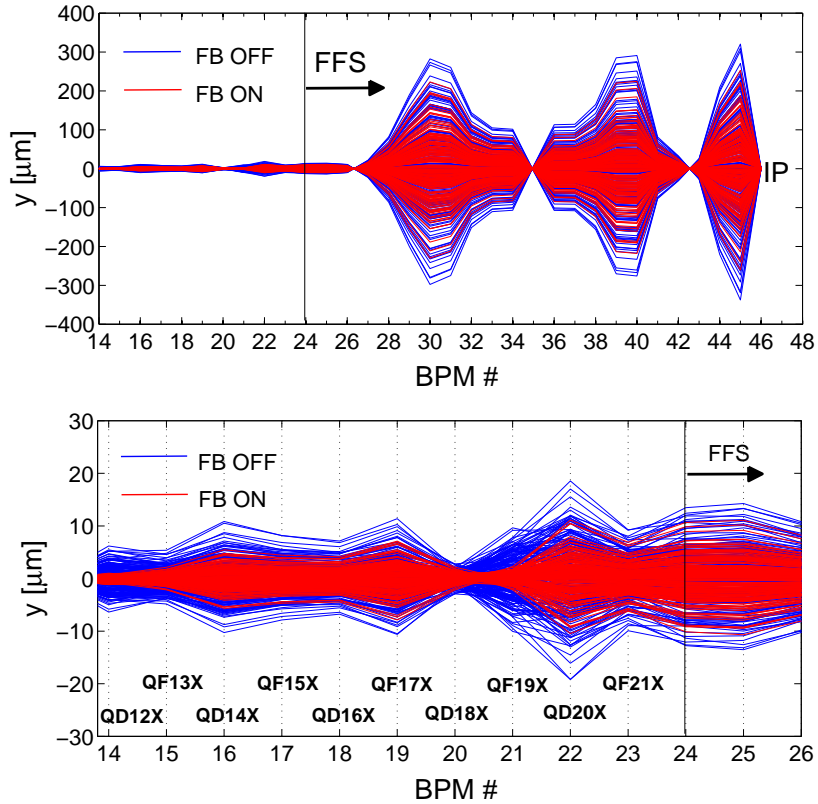 400
300
200
100
0
−100
−200
−300
−400
y [μm]
FB OFF
FB ON
FFS
IP
14 16 18 20 22 24 26 28 30 32 34 36 38 40 42 44 46 48
BPM #
30
20
10
0
−10
−20
−30
y [μm]
FB OFF
FB ON
FFS
QF13X QF15X QF17X QF19X QF21X
QD12X QD14X QD16X QD18X QD20X
14 15 16 17 18 19 20 21 22 23 24 25 26
BPM #